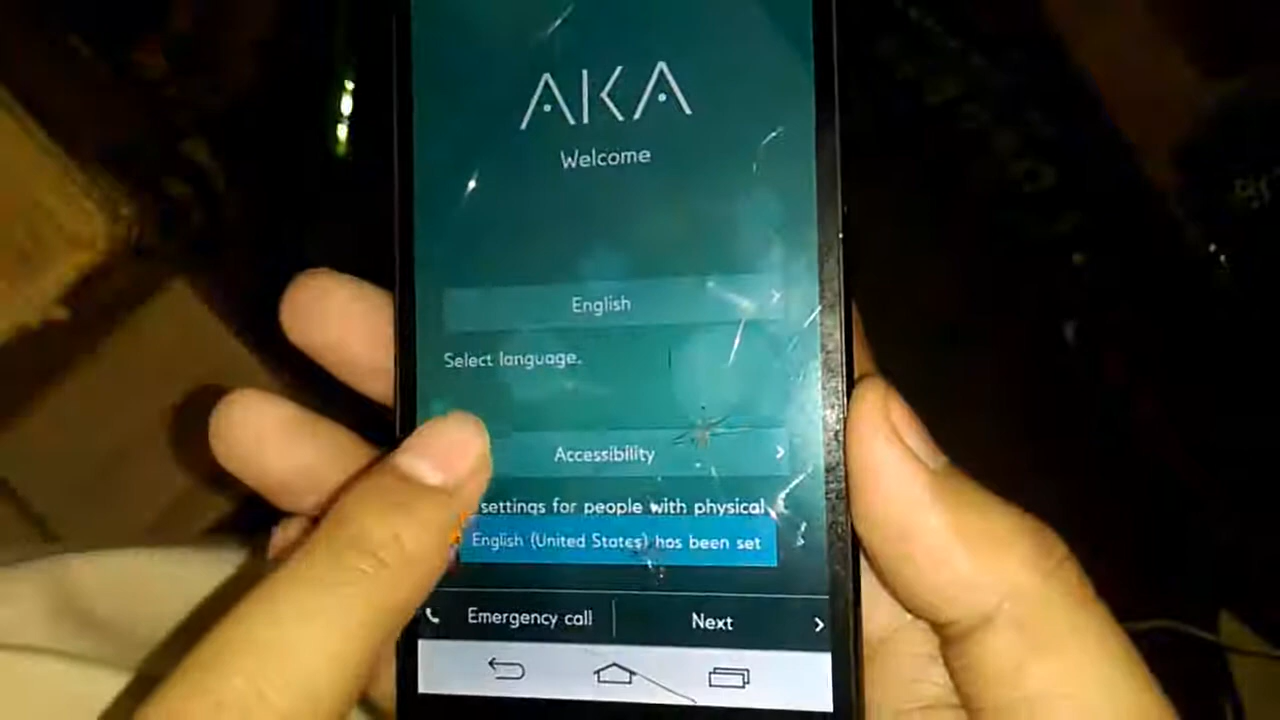 AKA
Welcome
English
Select language.
Accessibility
settings for people with physical
English (United States) has been set
Emergency call
Next